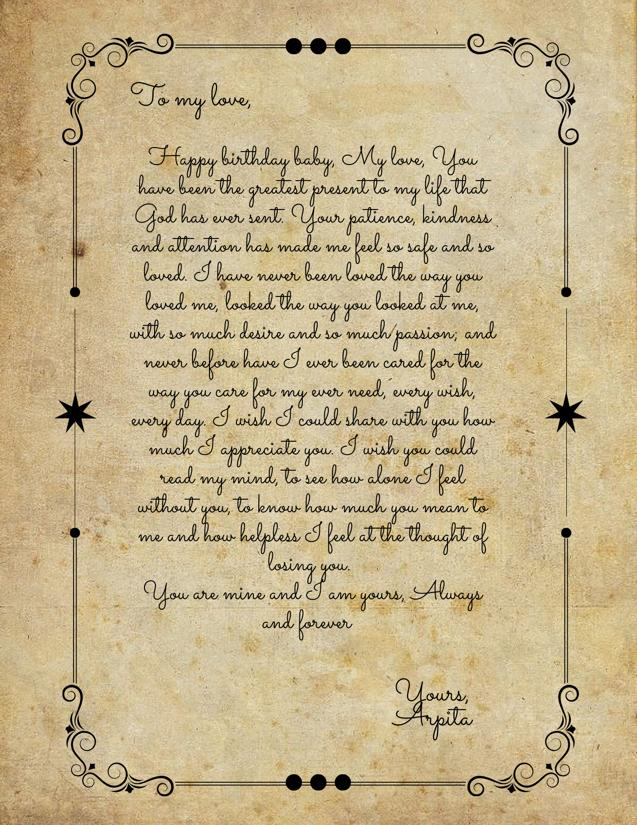 To my love,
Happy birthday baby, My love, You
have been the greatest present to my life that
God has ever sent. Your patience, kindness
and attention has made me feel so safe and so
loved. I have never been loved the way you
loved me, looked the way you looked at me,
with so much desire and so much passion; and
never before have I ever been cared for the
way you care for my ever need, every wish,
every day. I wish I could share with you how
much I appreciate you. I wish you could
read my mind, to see how alone I feel
without you, to know how much you mean to
me and how helpless I feel at the thought of
losing you.
You are mine and I am yours, Always
and forever
Yours,
Arpita